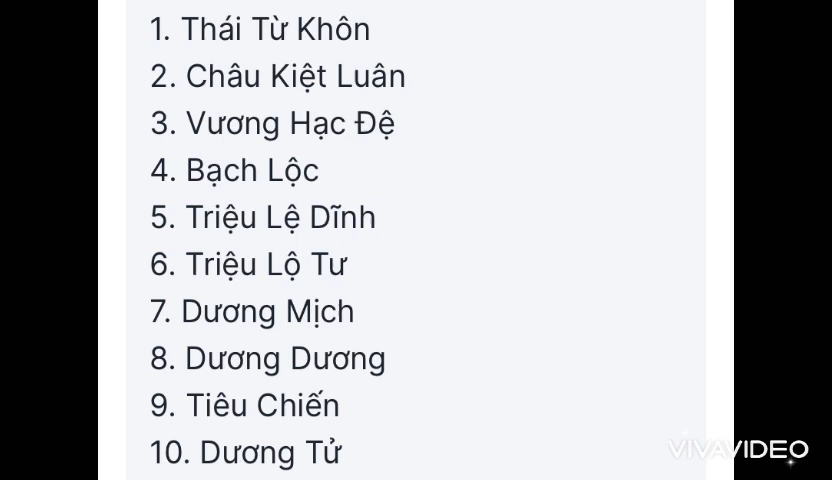 1. Thái Từ Khôn
2. Châu Kiệt Luân
3. Vương Hạc Đệ
4. Bạch Lộc
5. Triệu Lệ Dĩnh
6. Triệu Lộ Tư
7. Dương Mịch
8. Dương Dương
9. Tiêu Chiến
10. Dương Tử
VIVAVIDEO